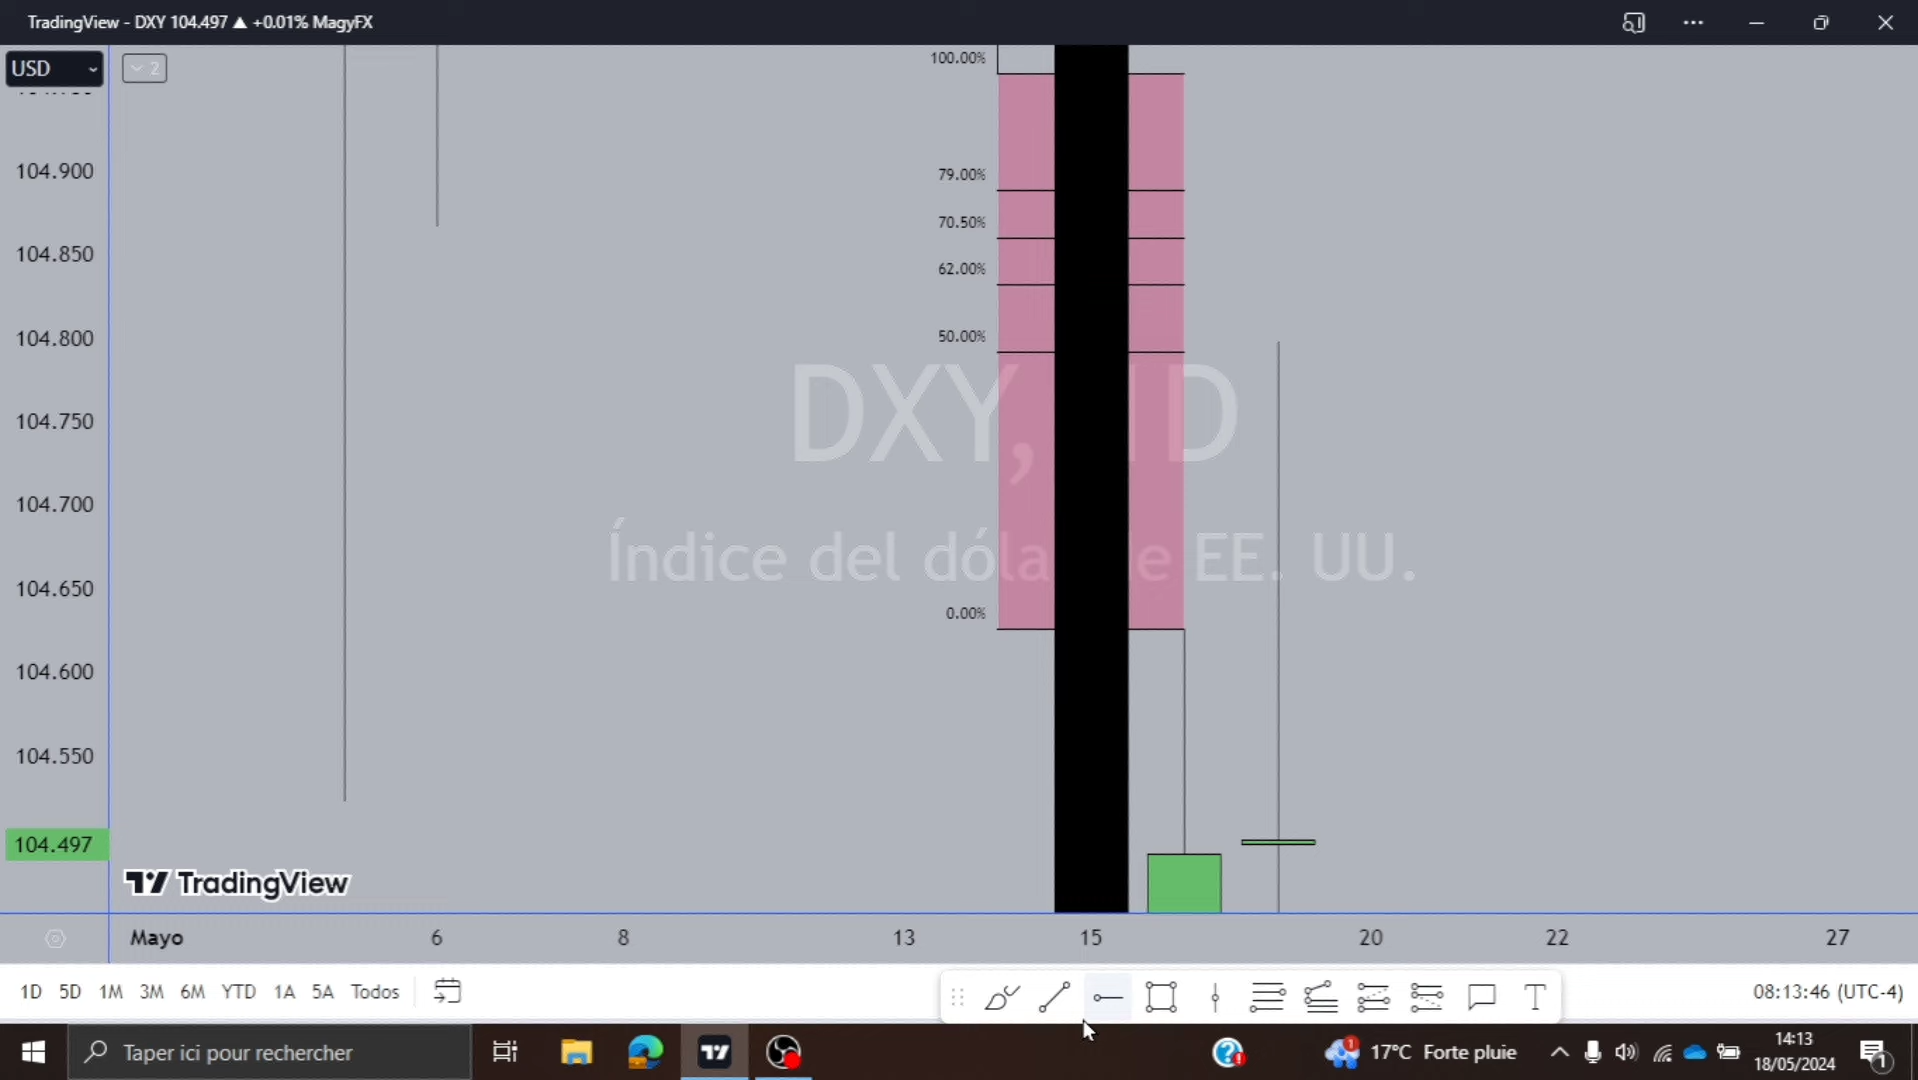 TradingView - DXY 104.497 ▲ +0.01% MagyFX
USD
2
104.900
104.850
104.800
104.750
104.700
104.650
104.600
104.550
104.497
100.00%
79.00%
70.50%
62.00%
50.00%
0.00%
DXY, 1D
Índice del dóla de EE. UU.
TradingView
Mayo 6 8 13 15 20 22 27
1D 5D 1M 3M 6M YTD 1A 5A Todos
T
08:13:46 (UTC-4)
Taper ici pour rechercher
1
17°C Forte pluie
14:13
18/05/2024
1